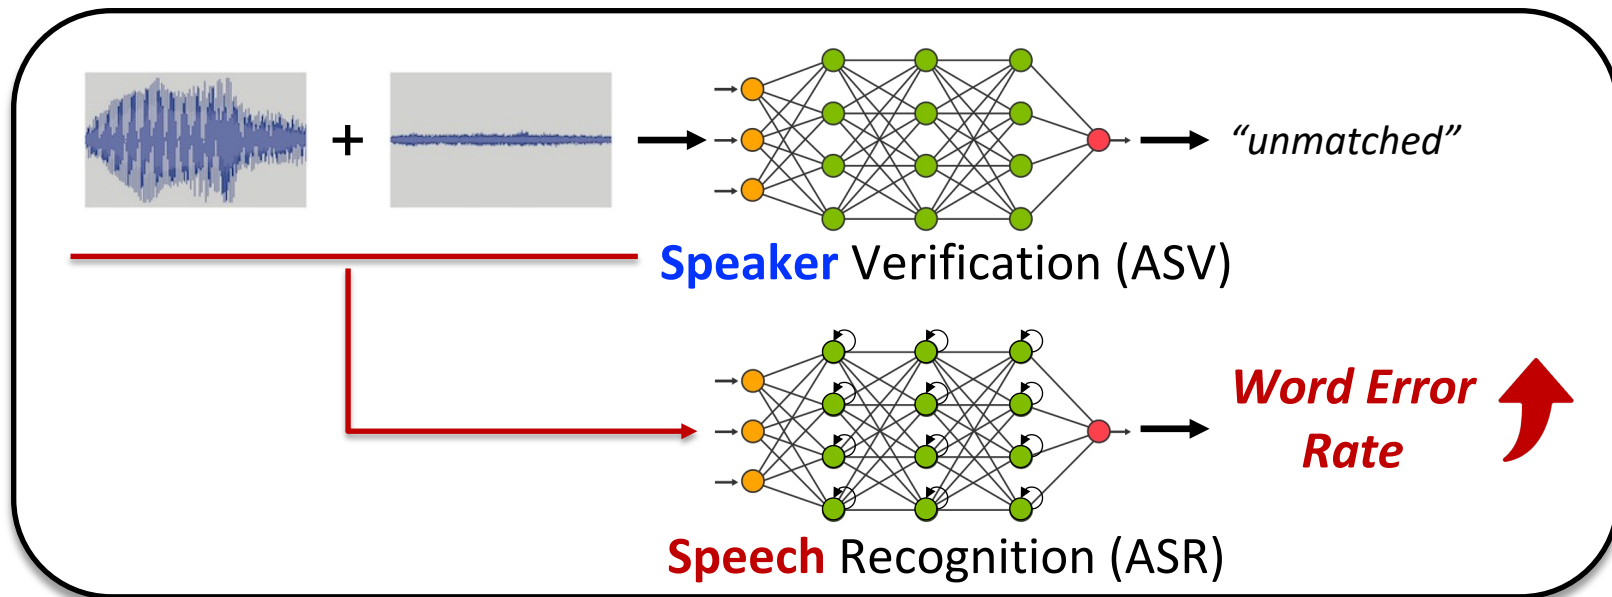 +
“unmatched”
Speaker Verification (ASV)
Word Error
Rate
Speech Recognition (ASR)